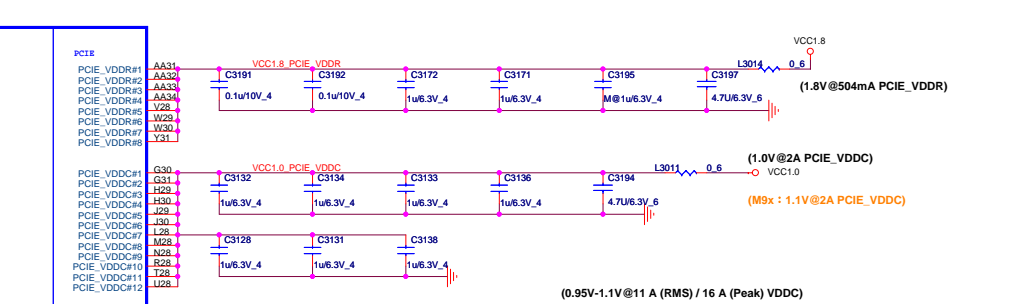 VCC1.8
PCIE
PCIE_VDDR#1 AA31 VCC1.8_PCIE_VDDR L3014 0_6
PCIE_VDDR#2 AA32 C3191 C3192 C3172 C3171 C3195 C3197
PCIE_VDDR#3 AA33 (1.8V@504mA PCIE_VDDR)
PCIE_VDDR#4 AA34 0.1u/10V_4 0.1u/10V_4 1u/6.3V_4 1u/6.3V_4 M@1u/6.3V_4 4.7U/6.3V_6
PCIE_VDDR#5 V28
PCIE_VDDR#6 W29
PCIE_VDDR#7 W30
PCIE_VDDR#8 Y31
(1.0V@2A PCIE_VDDC)
PCIE_VDDC#1 G30 VCC1.0_PCIE_VDDC L3011 0_6 VCC1.0
PCIE_VDDC#2 G31 C3132 C3134 C3133 C3136 C3194
PCIE_VDDC#3 H29
PCIE_VDDC#4 H30 1u/6.3V_4 1u/6.3V_4 1u/6.3V_4 1u/6.3V_4 4.7U/6.3V_6 (M9x：1.1V@2A PCIE_VDDC)
PCIE_VDDC#5 J29
PCIE_VDDC#6 J30
PCIE_VDDC#7 L28
PCIE_VDDC#8 M28 C3128 C3131 C3138
PCIE_VDDC#9 N28
PCIE_VDDC#10 R28 1u/6.3V_4 1u/6.3V_4 1u/6.3V_4
PCIE_VDDC#11 T28
PCIE_VDDC#12 U28
(0.95V-1.1V@11 A (RMS) / 16 A (Peak) VDDC)